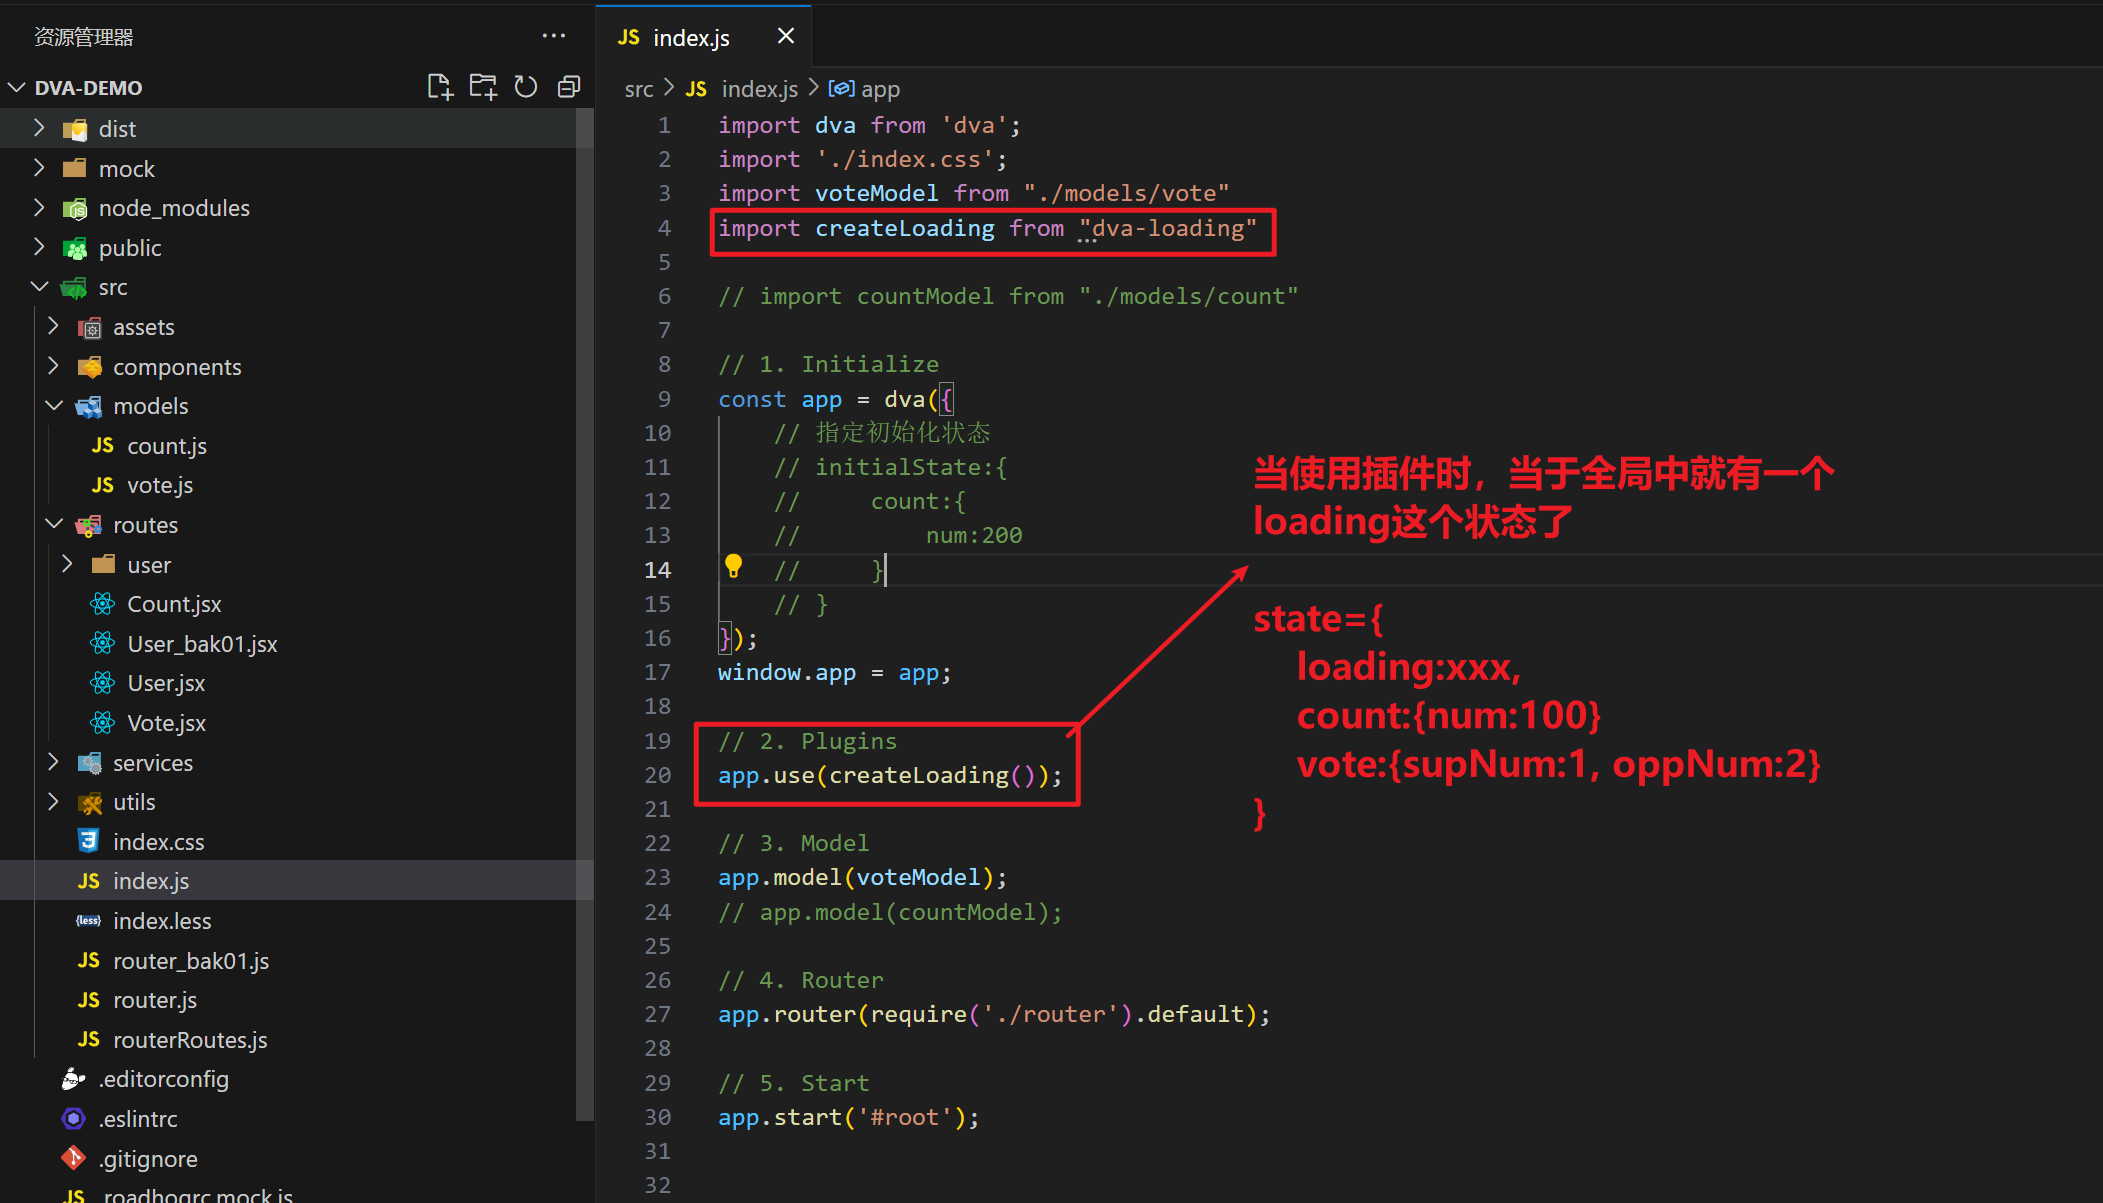 资源管理器
DVA-DEMO
dist
mock
node_modules
public
src
assets
components
models
JS count.js
JS vote.js
routes
user
Count.jsx
User_bak01.jsx
User.jsx
Vote.jsx
services
utils
index.css
JS index.js
{less} index.less
JS router_bak01.js
JS router.js
JS routerRoutes.js
.editorconfig
.eslintrc
.gitignore
JS .roadhogrc.mock.js
JS index.js
src > JS index.js > app
1 import dva from 'dva';
2 import './index.css';
3 import voteModel from "./models/vote"
4 import createLoading from "dva-loading"
5
6 // import countModel from "./models/count"
7
8 // 1. Initialize
9 const app = dva({
10 // 指定初始化状态
11 // initialState:{
12 // count:{
13 // num:200
14 // }
15 // }
16 });
17 window.app = app;
18
19 // 2. Plugins
20 app.use(createLoading());
21
22 // 3. Model
23 app.model(voteModel);
24 // app.model(countModel);
25
26 // 4. Router
27 app.router(require('./router').default);
28
29 // 5. Start
30 app.start('#root');
31
32
当使用插件时，当于全局中就有一个
loading这个状态了
state={
loading:xxx,
count:{num:100}
vote:{supNum:1, oppNum:2}
}